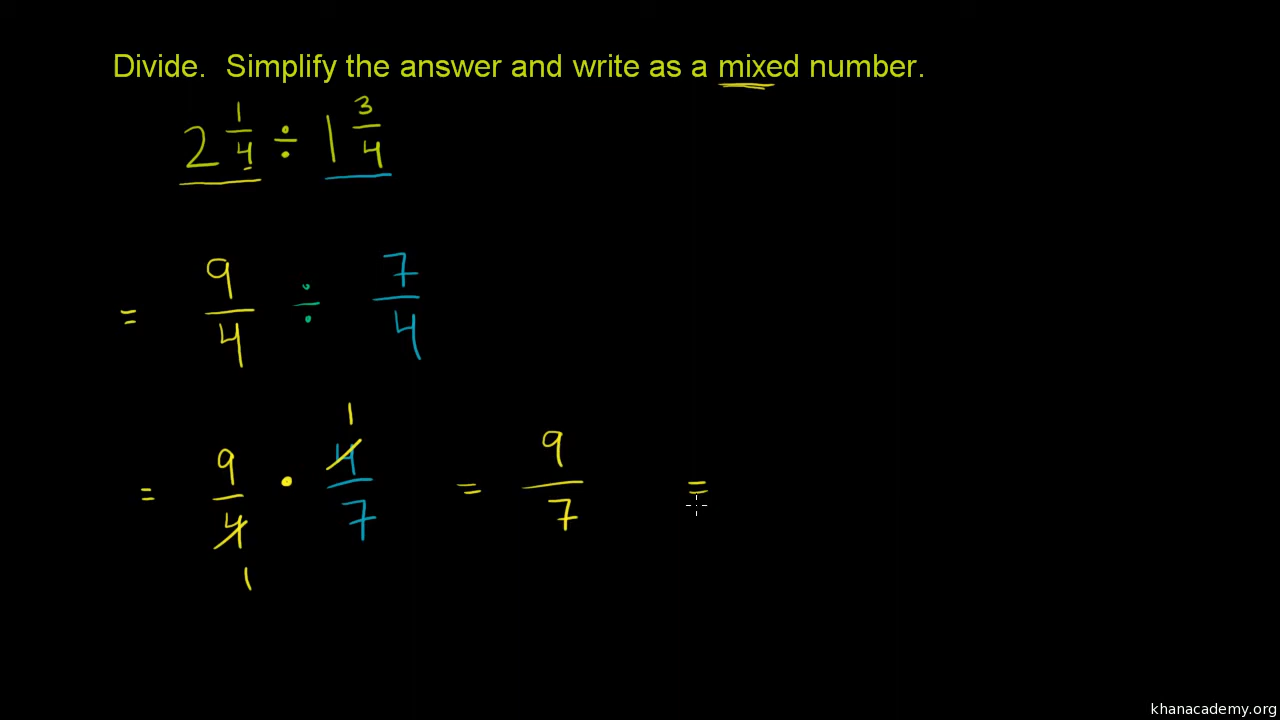 Divide. Simplify the answer and write as a mixed number.
2 1/4 ÷ 1 3/4
= 9/4 ÷ 7/4
= 9/4 1 · 1 4/7 = 9/7 =
khanacademy.org